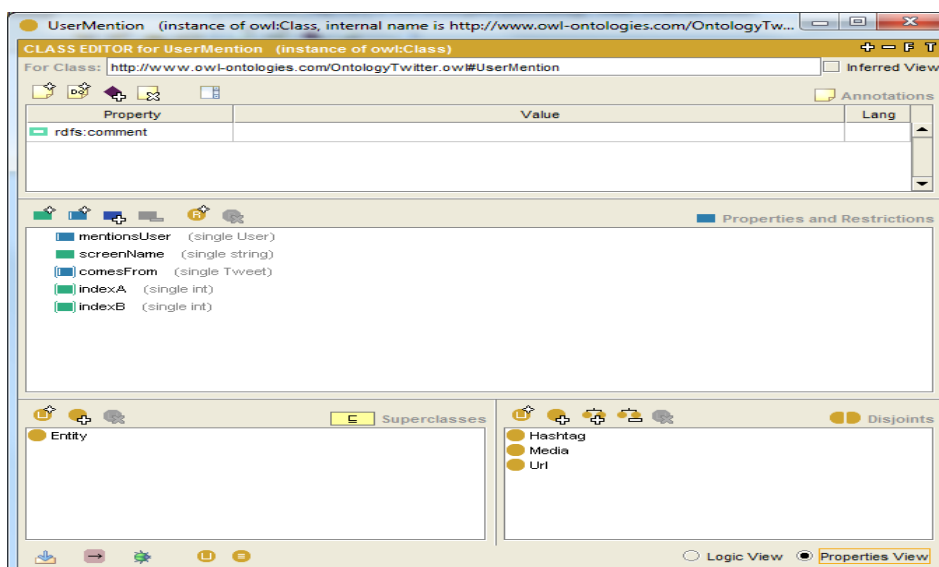 UserMention (instance of owl:Class, internal name is http://www.owl-ontologies.com/OntologyTw...
CLASS EDITOR for UserMention (instance of owl:Class)
F T
For Class: http://www.owl-ontologies.com/OntologyTwitter.owl#UserMention
Inferred View
Annotations
Property Value Lang
rdfs:comment
Properties and Restrictions
mentionsUser (single User)
screenName (single string)
comesFrom (single Tweet)
indexA (single int)
indexB (single int)
Superclasses
Entity
Disjoints
Hashtag
Media
Url
Logic View Properties View